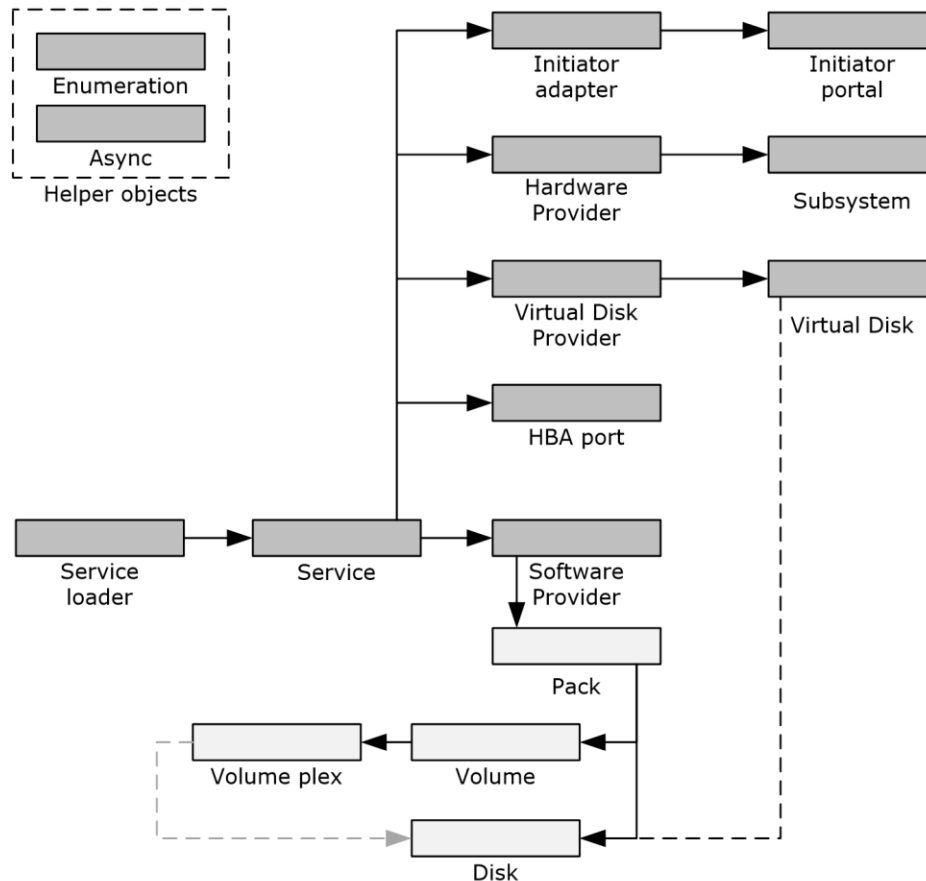 Enumeration
Async
Helper objects
Initiator
adapter
Initiator
portal
Hardware
Provider
Subsystem
Virtual Disk
Provider
Virtual Disk
HBA port
Service
loader
Service
Software
Provider
Pack
Volume plex
Volume
Disk